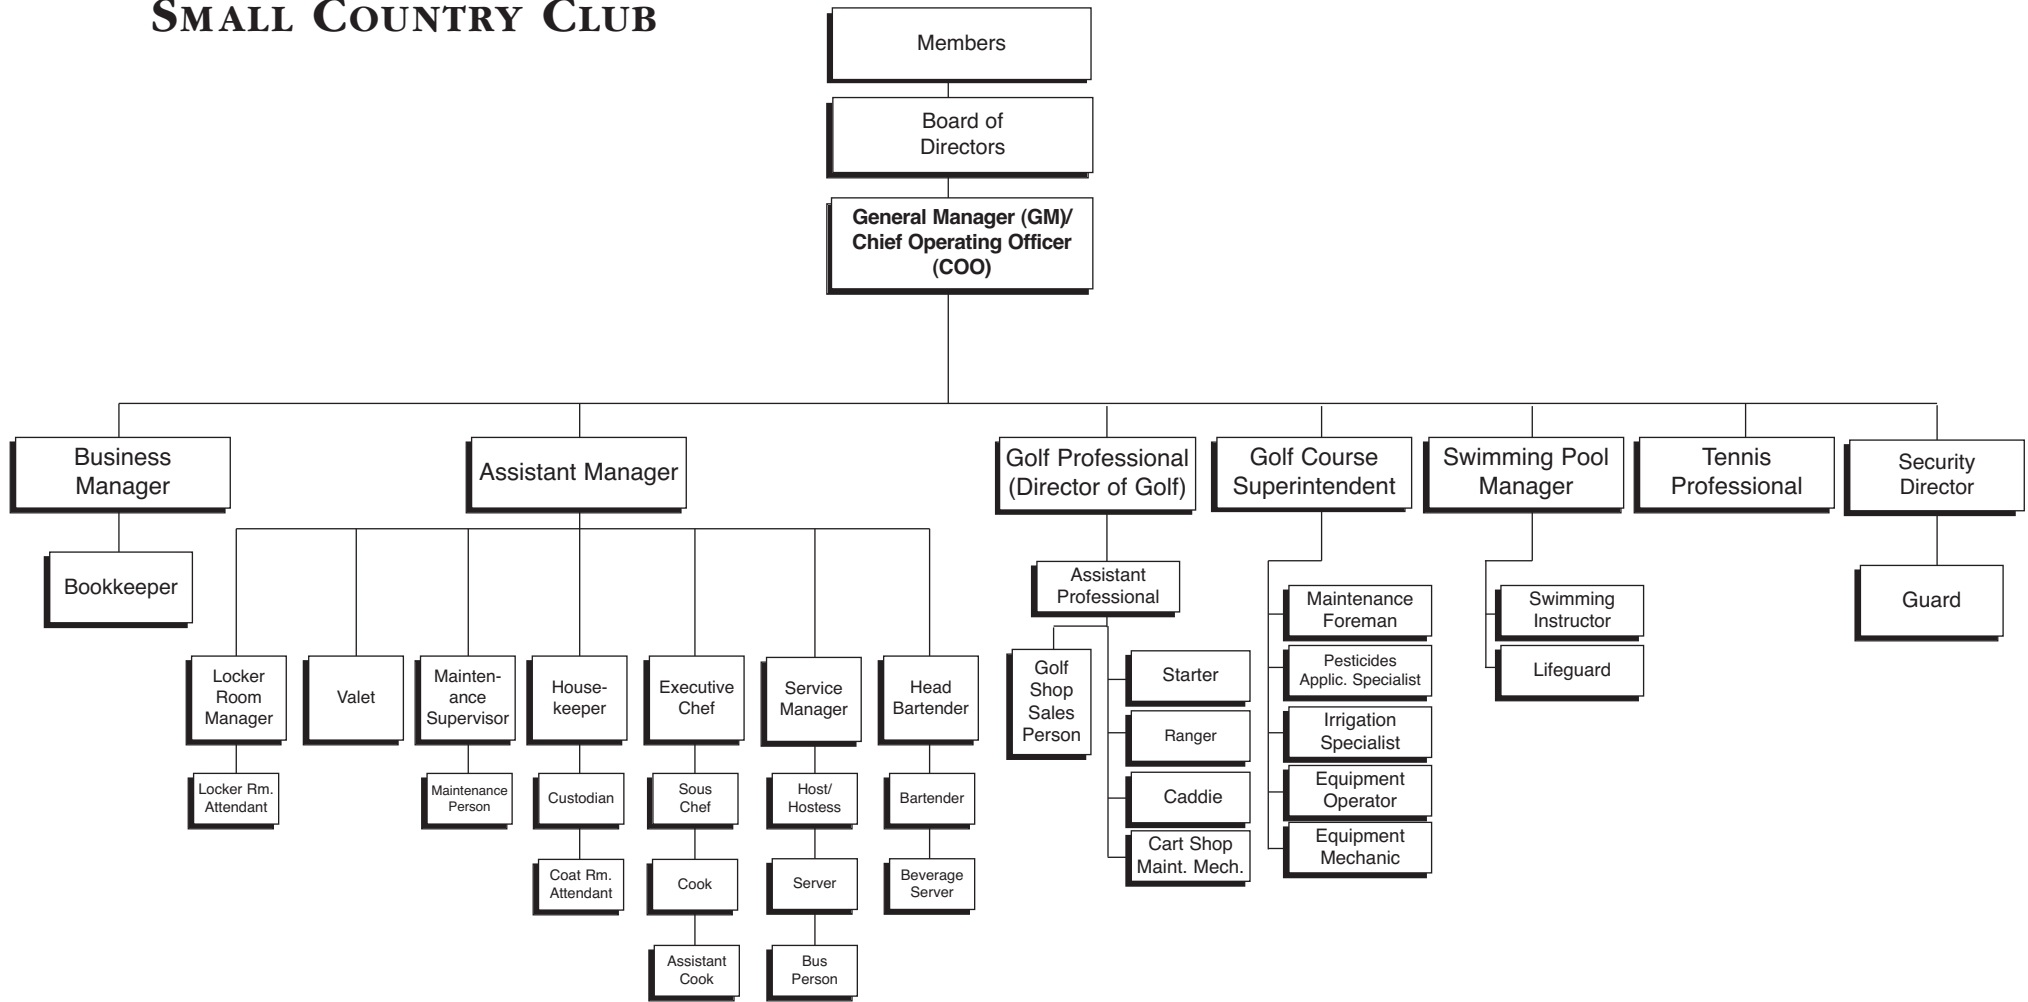 SMALL COUNTRY CLUB
Members
Board of
Directors
General Manager (GM)/
Chief Operating Officer
(COO)
Business
Manager
Bookkeeper
Assistant Manager
Locker
Room
Manager
Locker Rm.
Attendant
Valet
Mainten-
ance
Supervisor
Maintenance
Person
House-
keeper
Custodian
Coat Rm.
Attendant
Executive
Chef
Sous
Chef
Cook
Assistant
Cook
Service
Manager
Host/
Hostess
Server
Bus
Person
Head
Bartender
Bartender
Beverage
Server
Golf Professional
(Director of Golf)
Assistant
Professional
Golf
Shop
Sales
Person
Starter
Ranger
Caddie
Cart Shop
Maint. Mech.
Golf Course
Superintendent
Maintenance
Foreman
Pesticides
Applic. Specialist
Irrigation
Specialist
Equipment
Operator
Equipment
Mechanic
Swimming Pool
Manager
Swimming
Instructor
Lifeguard
Tennis
Professional
Security
Director
Guard